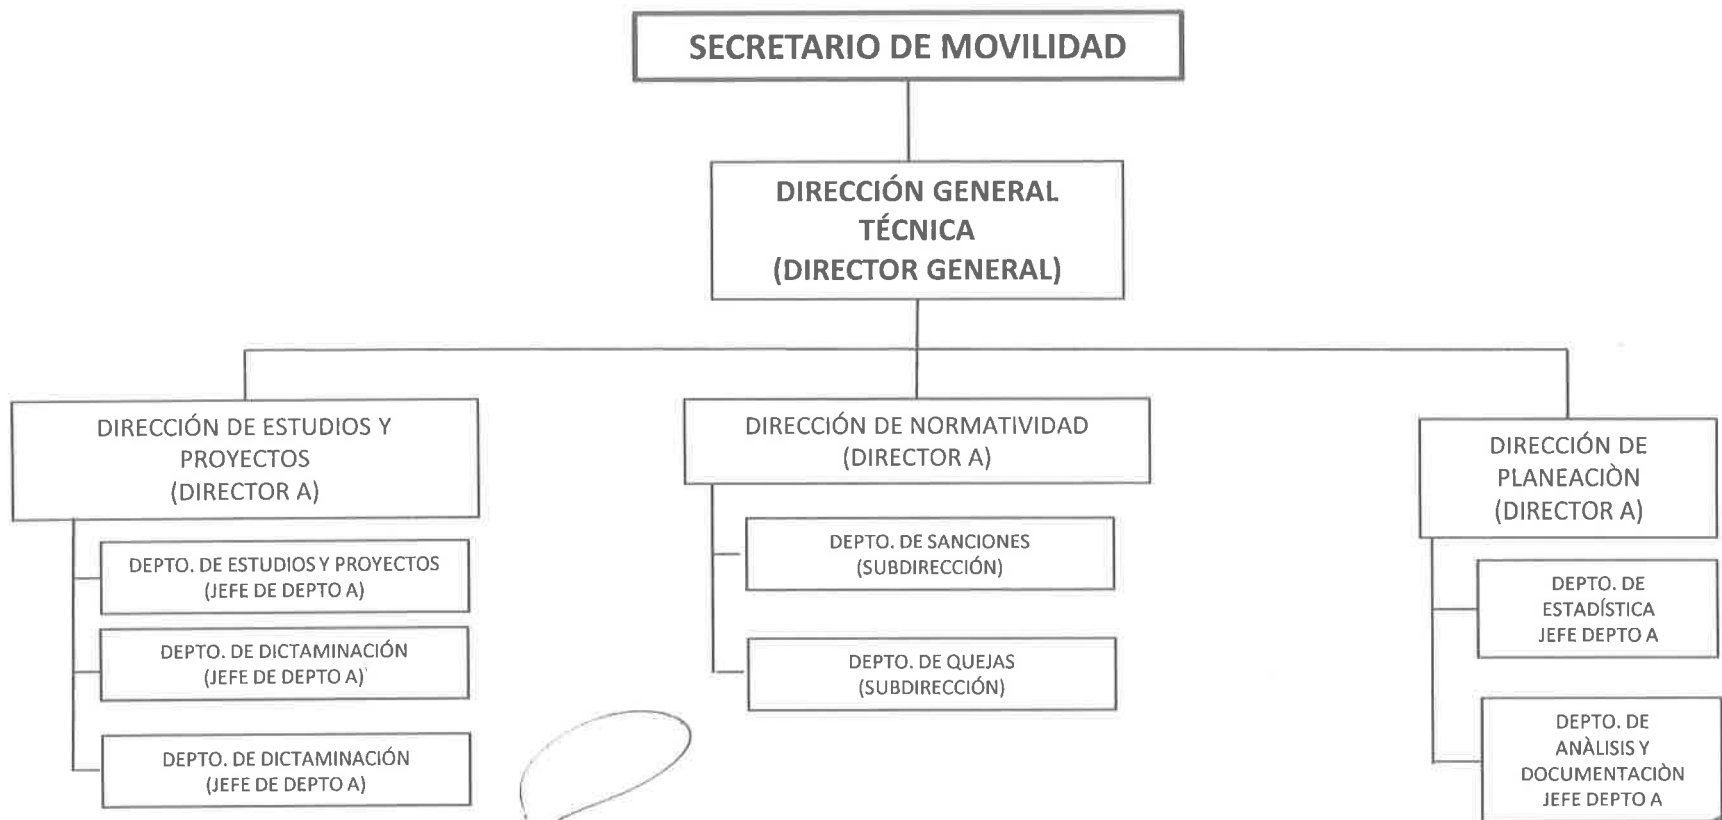 SECRETARIO DE MOVILIDAD
DIRECCIÓN GENERAL
TÉCNICA
(DIRECTOR GENERAL)
DIRECCIÓN DE ESTUDIOS Y
PROYECTOS
(DIRECTOR A)
DEPTO. DE ESTUDIOS Y PROYECTOS
(JEFE DE DEPTO A)
DEPTO. DE DICTAMINACIÓN
(JEFE DE DEPTO A)
DEPTO. DE DICTAMINACIÓN
(JEFE DE DEPTO A)
DIRECCIÓN DE NORMATIVIDAD
(DIRECTOR A)
DEPTO. DE SANCIONES
(SUBDIRECCIÓN)
DEPTO. DE QUEJAS
(SUBDIRECCIÓN)
DIRECCIÓN DE
PLANEACIÒN
(DIRECTOR A)
DEPTO. DE
ESTADÍSTICA
JEFE DEPTO A
DEPTO. DE
ANÀLISIS Y
DOCUMENTACIÒN
JEFE DEPTO A